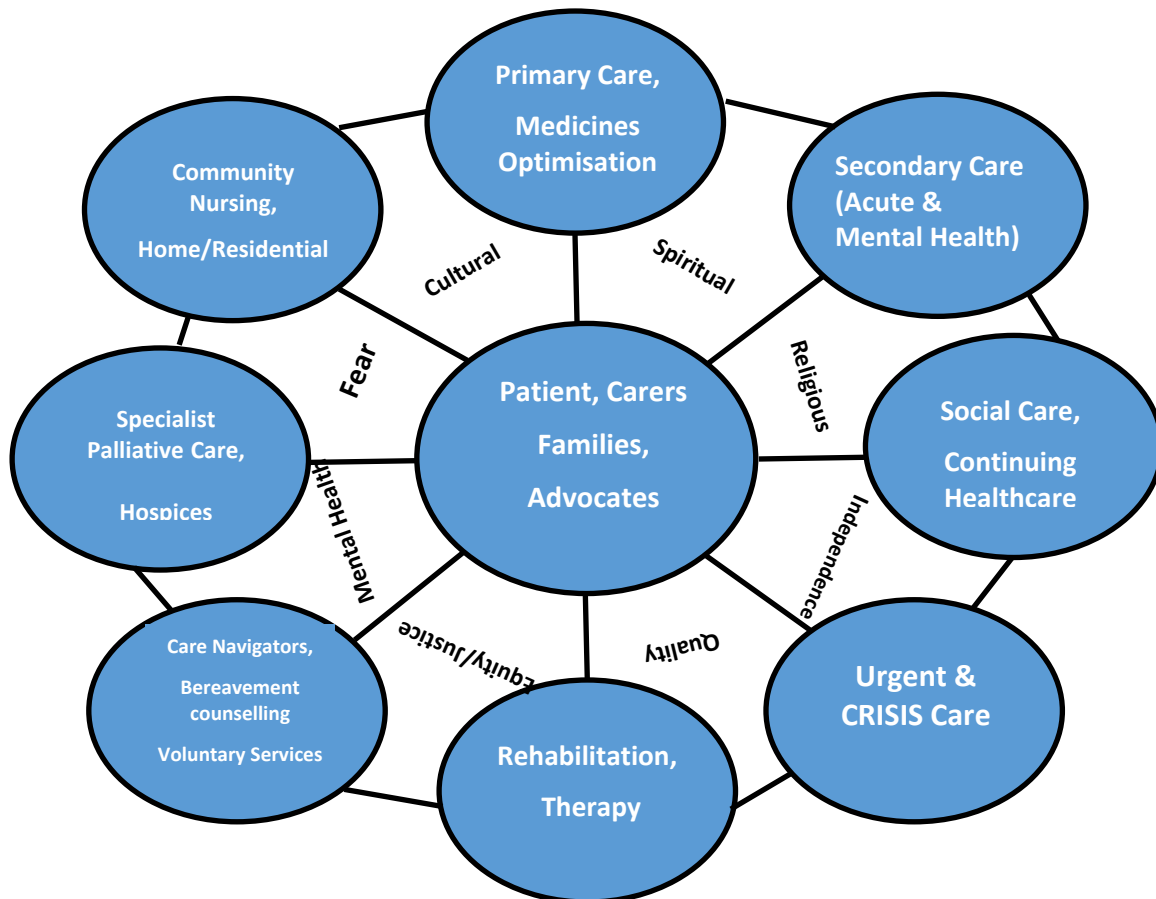 Primary Care,
Medicines
Optimisation
Secondary Care
(Acute &
Mental Health)
Social Care,
Continuing
Healthcare
Urgent &
CRISIS Care
Rehabilitation,
Therapy
Care Navigators,
Bereavement
counselling
Voluntary Services
Specialist
Palliative Care,
Hospices
Community
Nursing,
Home/Residential
Patient, Carers
Families,
Advocates
Cultural
Spiritual
Religious
Independence
Quality
Equity/Justice
Mental Health
Fear